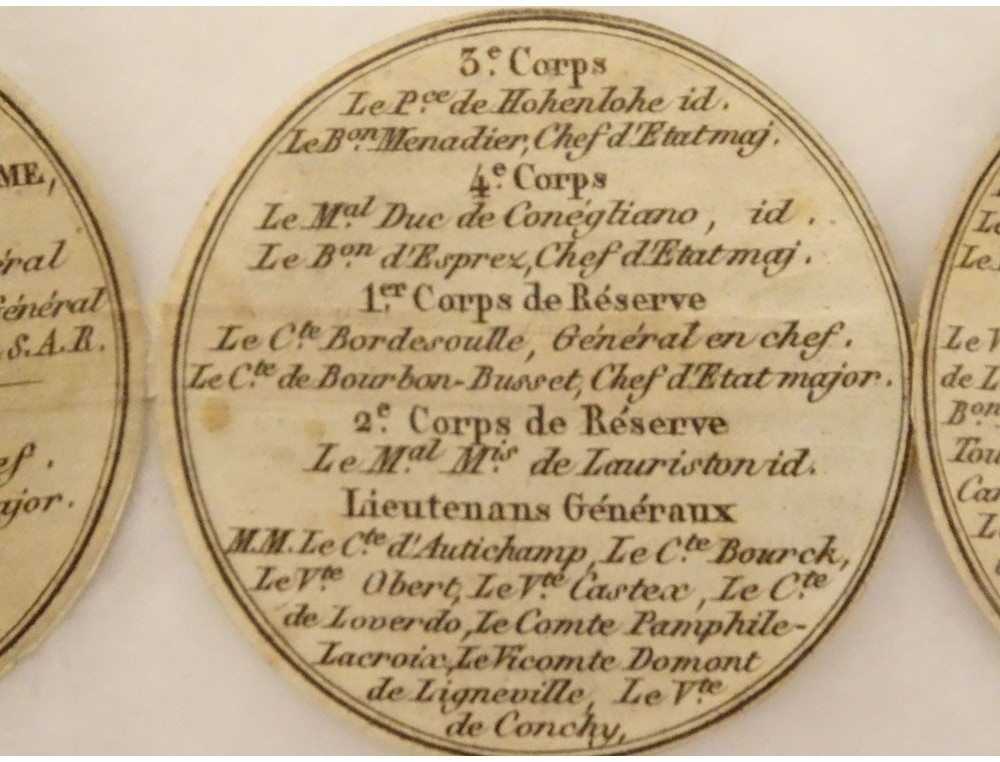 ME,
éral
énéral
S.A.R.
ef.
ajor.
3.e Corps
Le P.ce de Hohenlohe id.
Le B.on Menadier, Chef d'Etat maj.
4.e Corps
Le M.al Duc de Conégliano, id.
Le B.on d'Esprez, Chef d'Etat maj.
1.er Corps de Réserve
Le C.te Bordesoulle, Général en chef.
Le C.te de Bourbon-Busset, Chef d'Etat major.
2.e Corps de Réserve
Le M.al M.is de Lauriston id.
Lieutenans Généraux
M.M. Le C.te d'Autichamp, Le C.te Bourck,
Le V.te Obert, Le V.te Castex, Le C.te
de Loverdo, Le Comte Pamphile-
Lacroix, Le Vicomte Domont
de Ligneville, Le V.te
de Conchy,
Le
Le
Le V
de L
B.on
Tou
Car
L